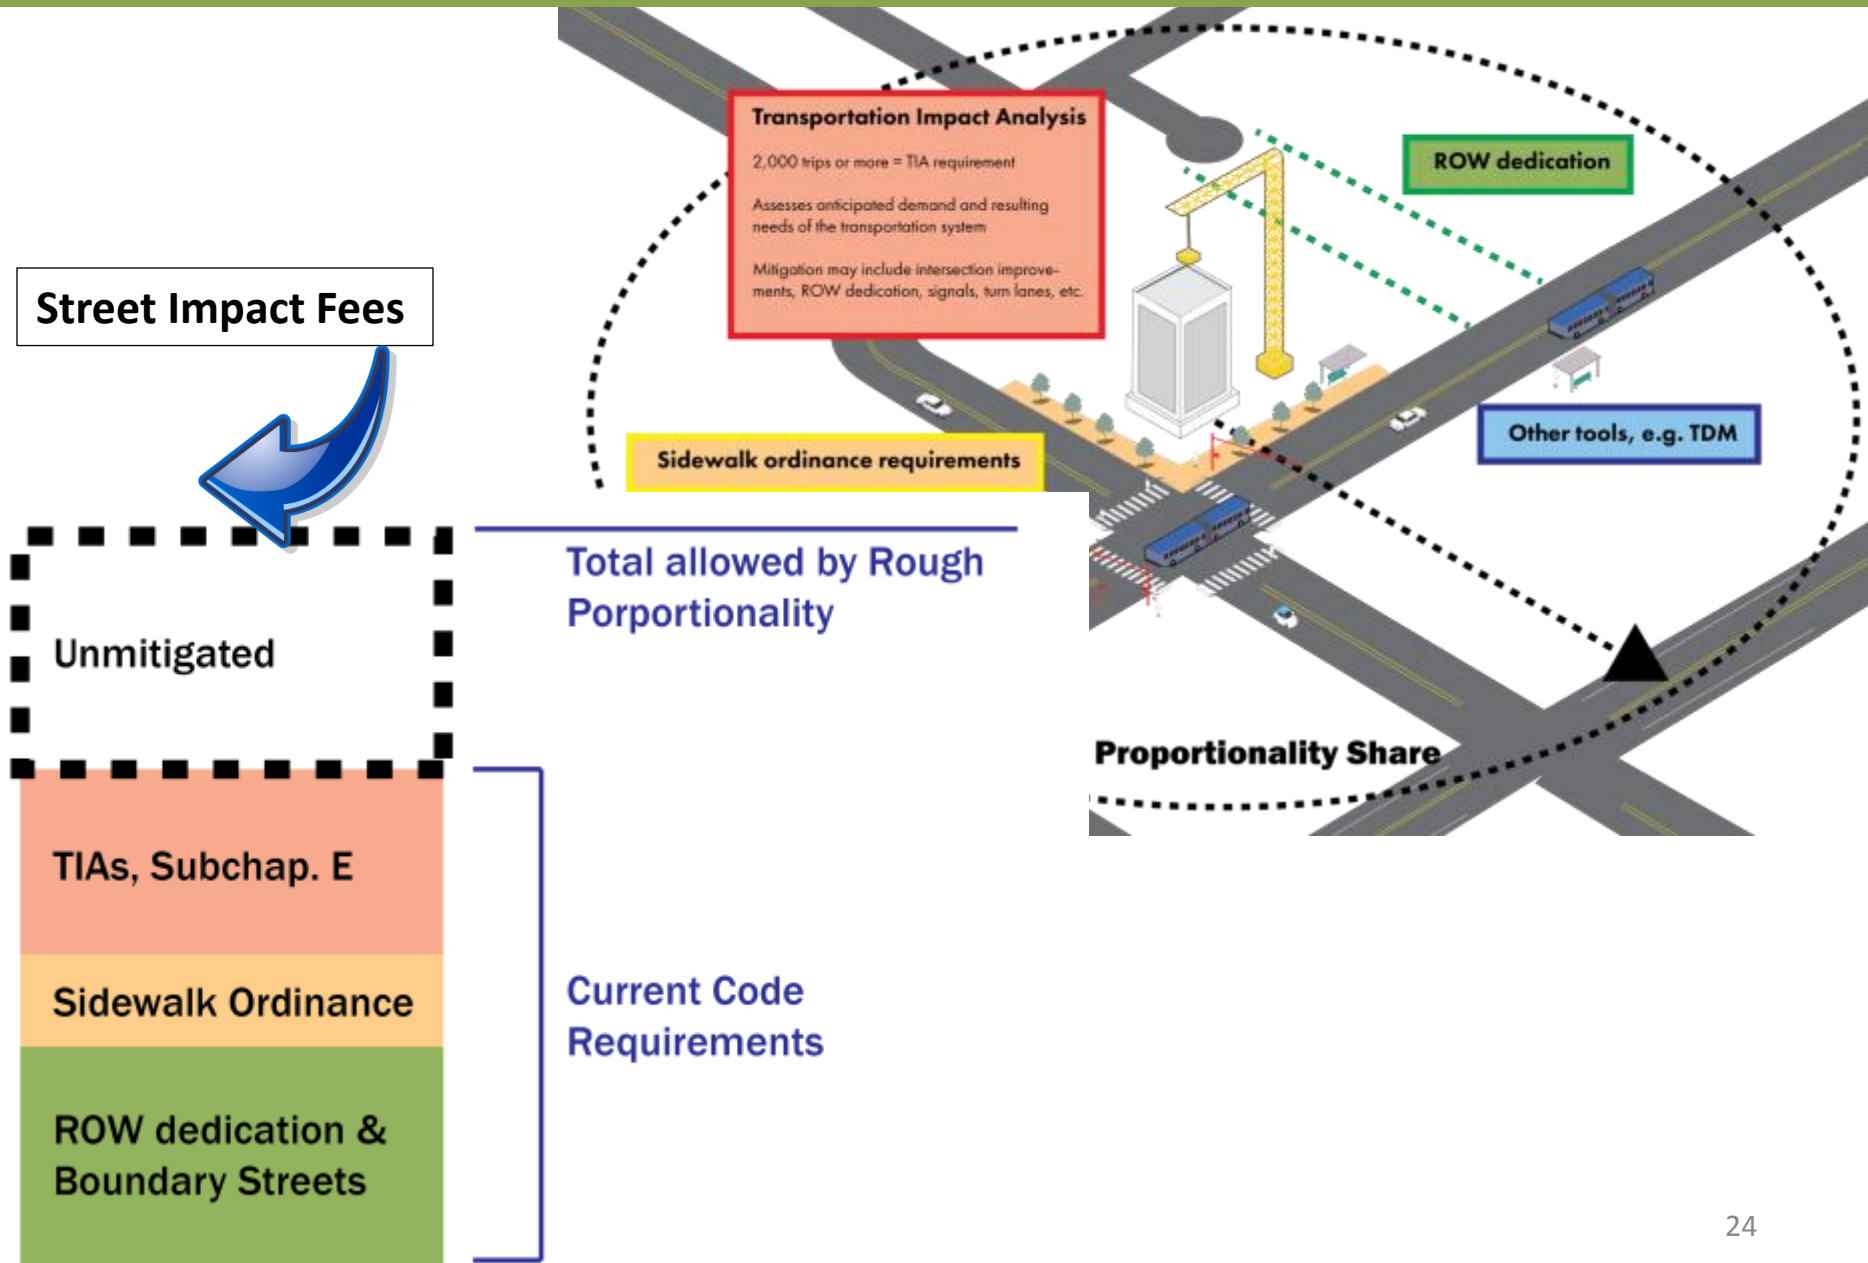 Transportation Impact Analysis
2,000 trips or more = TIA requirement
Assesses anticipated demand and resulting
needs of the transportation system
Mitigation may include intersection improve-
ments, ROW dedication, signals, turn lanes, etc.
ROW dedication
Street Impact Fees
Other tools, e.g. TDM
Sidewalk ordinance requirements
Total allowed by Rough
Porportionality
Unmitigated
Proportionality Share
TIAs, Subchap. E
Sidewalk Ordinance
Current Code
Requirements
ROW dedication &
Boundary Streets
24